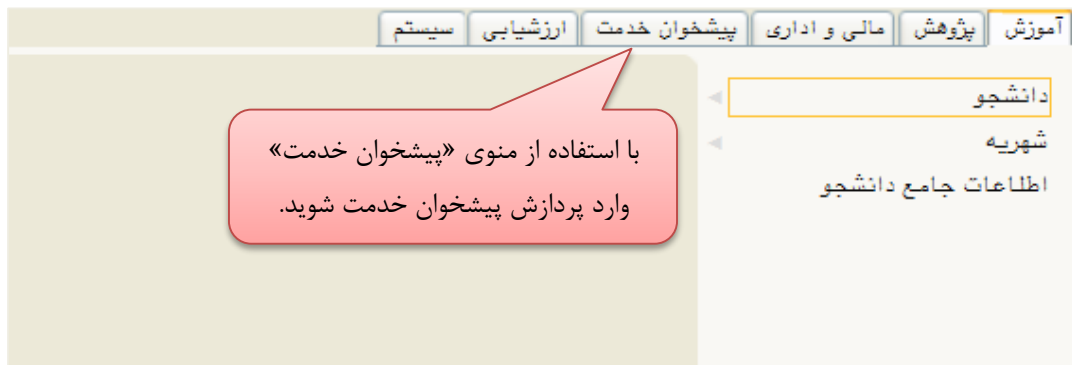 آموزش پژوهش مالی و اداری پیشخوان خدمت ارزشیابی سیستم
دانشجو
شهریه
اطلاعات جامع دانشجو
با استفاده از منوی «پیشخوان خدمت»
وارد پردازش پیشخوان خدمت شوید.